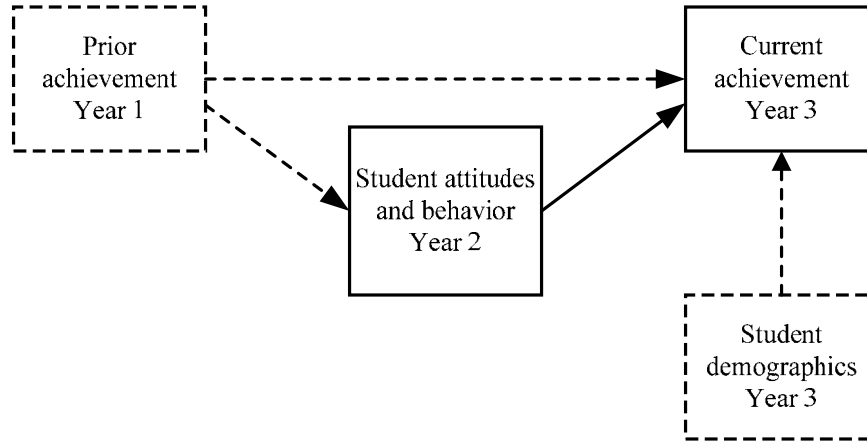 Prior
achievement
Year 1
Current
achievement
Year 3
Student attitudes
and behavior
Year 2
Student
demographics
Year 3